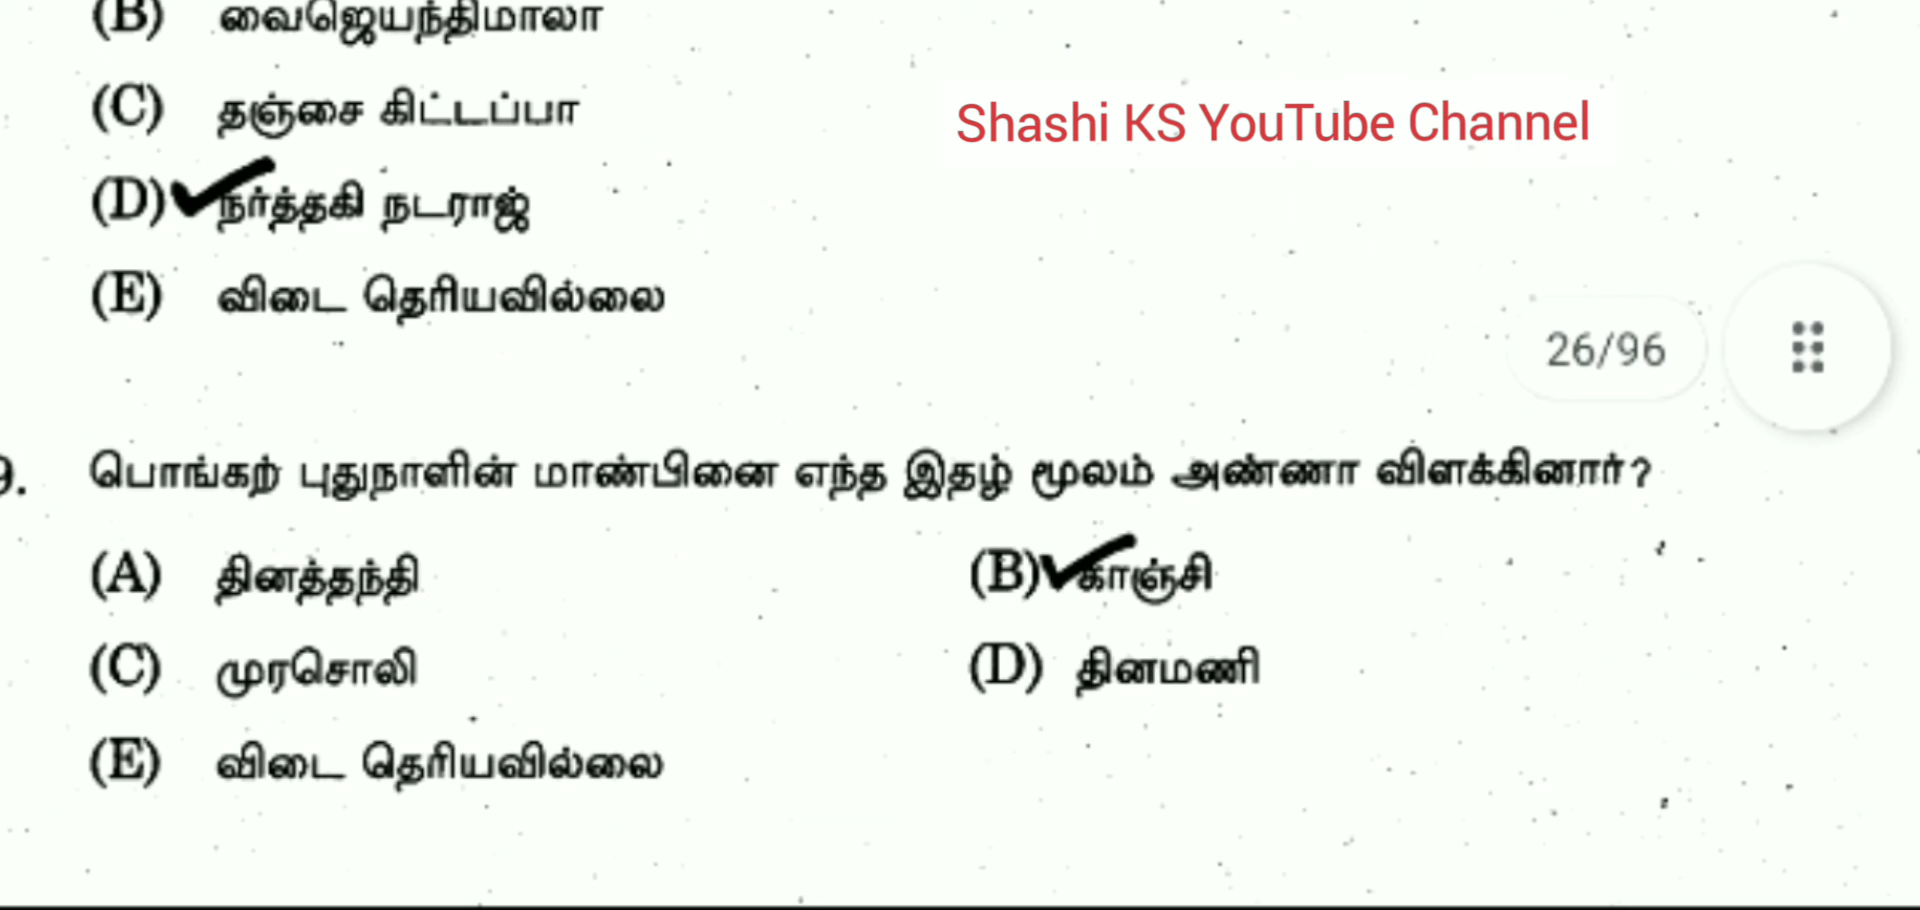 (B) வைஜெயந்திமாலா
(C) தஞ்சை கிட்டப்பா
Shashi KS YouTube Channel
(D) நர்த்தகி நடராஜ்
(E) விடை தெரியவில்லை
26/96
9. பொங்கற் புதுநாளின் மாண்பினை எந்த இதழ் மூலம் அண்ணா விளக்கினார்?
(A) தினத்தந்தி (B) காஞ்சி
(C) முரசொலி (D) தினமணி
(E) விடை தெரியவில்லை